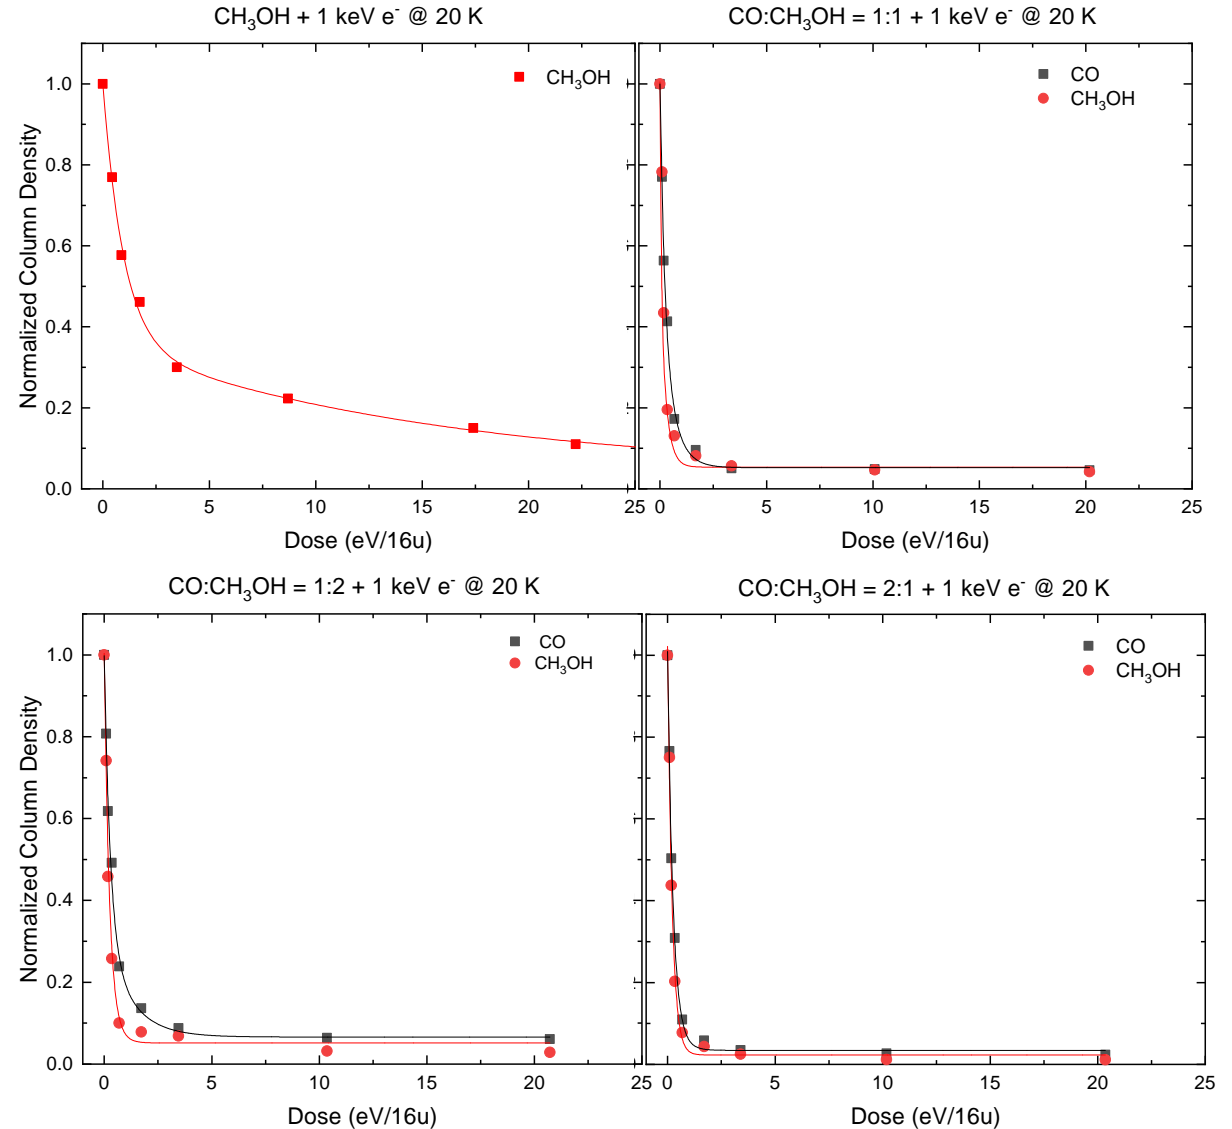 CH₃OH + 1 keV e⁻ @ 20 K
CO:CH₃OH = 1:1 + 1 keV e⁻ @ 20 K
CH₃OH
CO
CH₃OH
Normalized Column Density
1.0
0.8
0.6
0.4
0.2
0.0
0 5 10 15 20 25
0 5 10 15 20 25
Dose (eV/16u)
Dose (eV/16u)
CO:CH₃OH = 1:2 + 1 keV e⁻ @ 20 K
CO:CH₃OH = 2:1 + 1 keV e⁻ @ 20 K
CO
CH₃OH
CO
CH₃OH
Normalized Column Density
1.0
0.8
0.6
0.4
0.2
0.0
0 5 10 15 20 25
0 5 10 15 20 25
Dose (eV/16u)
Dose (eV/16u)